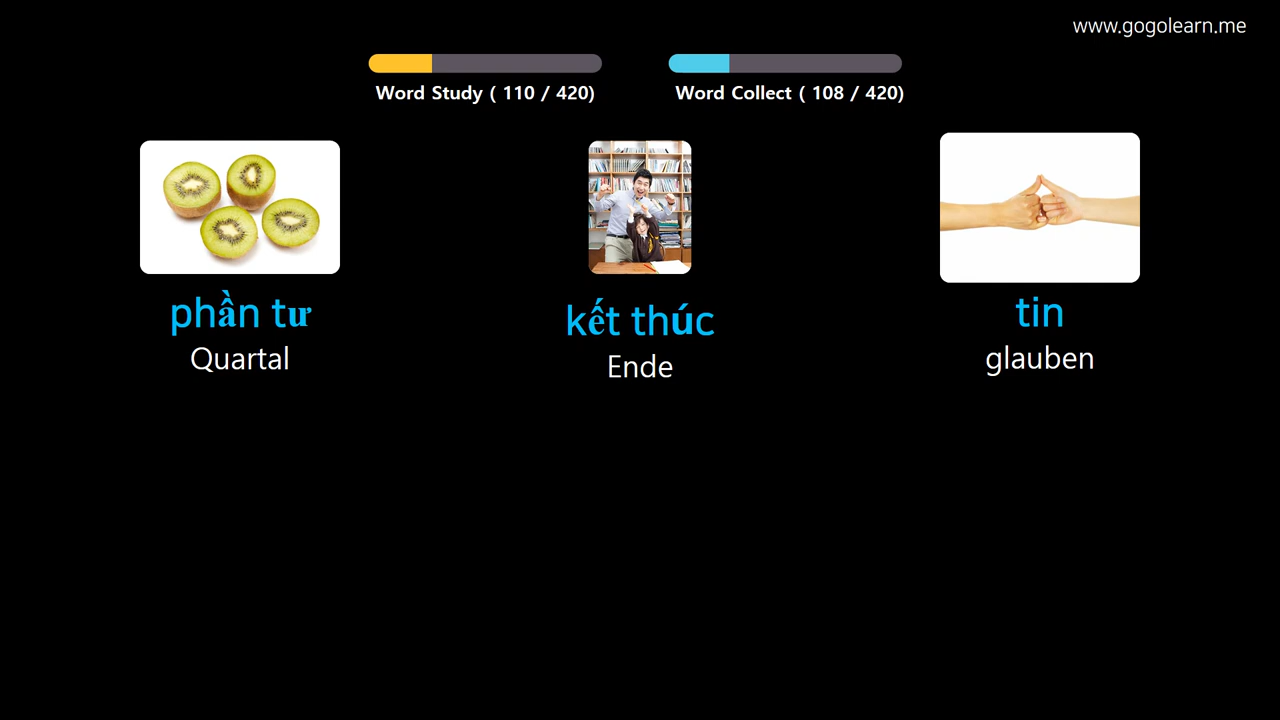 www.gogolearn.me
Word Study ( 110 / 420)
Word Collect ( 108 / 420)
phần tư
Quartal
kết thúc
Ende
tin
glauben